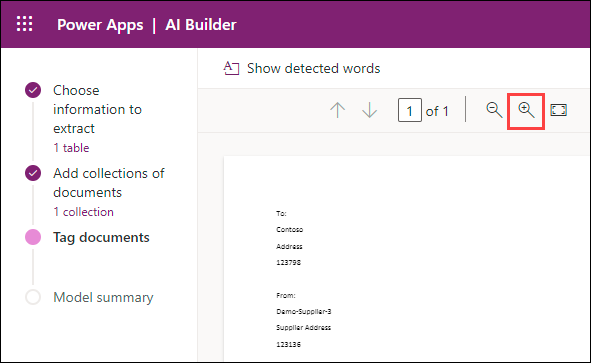 Power Apps | AI Builder
Choose
information to
extract
1 table
Add collections of
documents
1 collection
Tag documents
Model summary
Show detected words
1 of 1
To:
Contoso
Address
123798
From:
Demo-Supplier-3
Supplier Address
123136